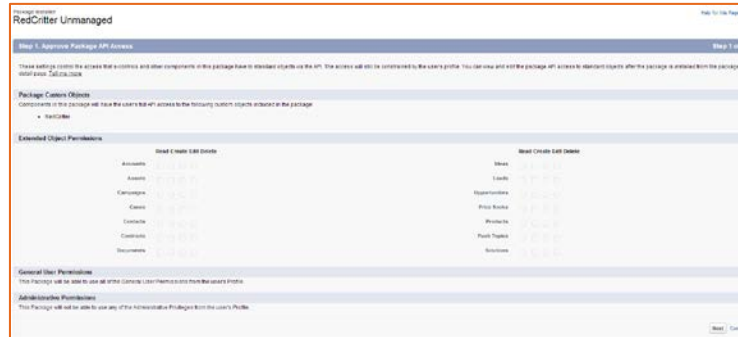 Package Installer
RedCritter Unmanaged
Help for this Page
Step 1. Approve Package API Access
Step 1 o
These settings control the access that s-controls and other components in this package have to standard objects via the API. The access will still be constrained by the user's profile. You can view and edit the package API access to standard objects after the package is installed from the package
detail page. Tell me more
Package Custom Objects
Components in this package will have the user's full API access to the following custom objects included in the package:
RedCritter
Extended Object Permissions
Read Create Edit Delete
Read Create Edit Delete
Accounts
Ideas
Assets
Leads
Campaigns
Opportunities
Cases
Price Books
Contacts
Products
Contracts
Push Topics
Documents
Solutions
General User Permissions
This Package will be able to use all of the General User Permissions from the user's Profile.
Administrative Permissions
This Package will not be able to use any of the Administrative Privileges from the user's Profile.
Next